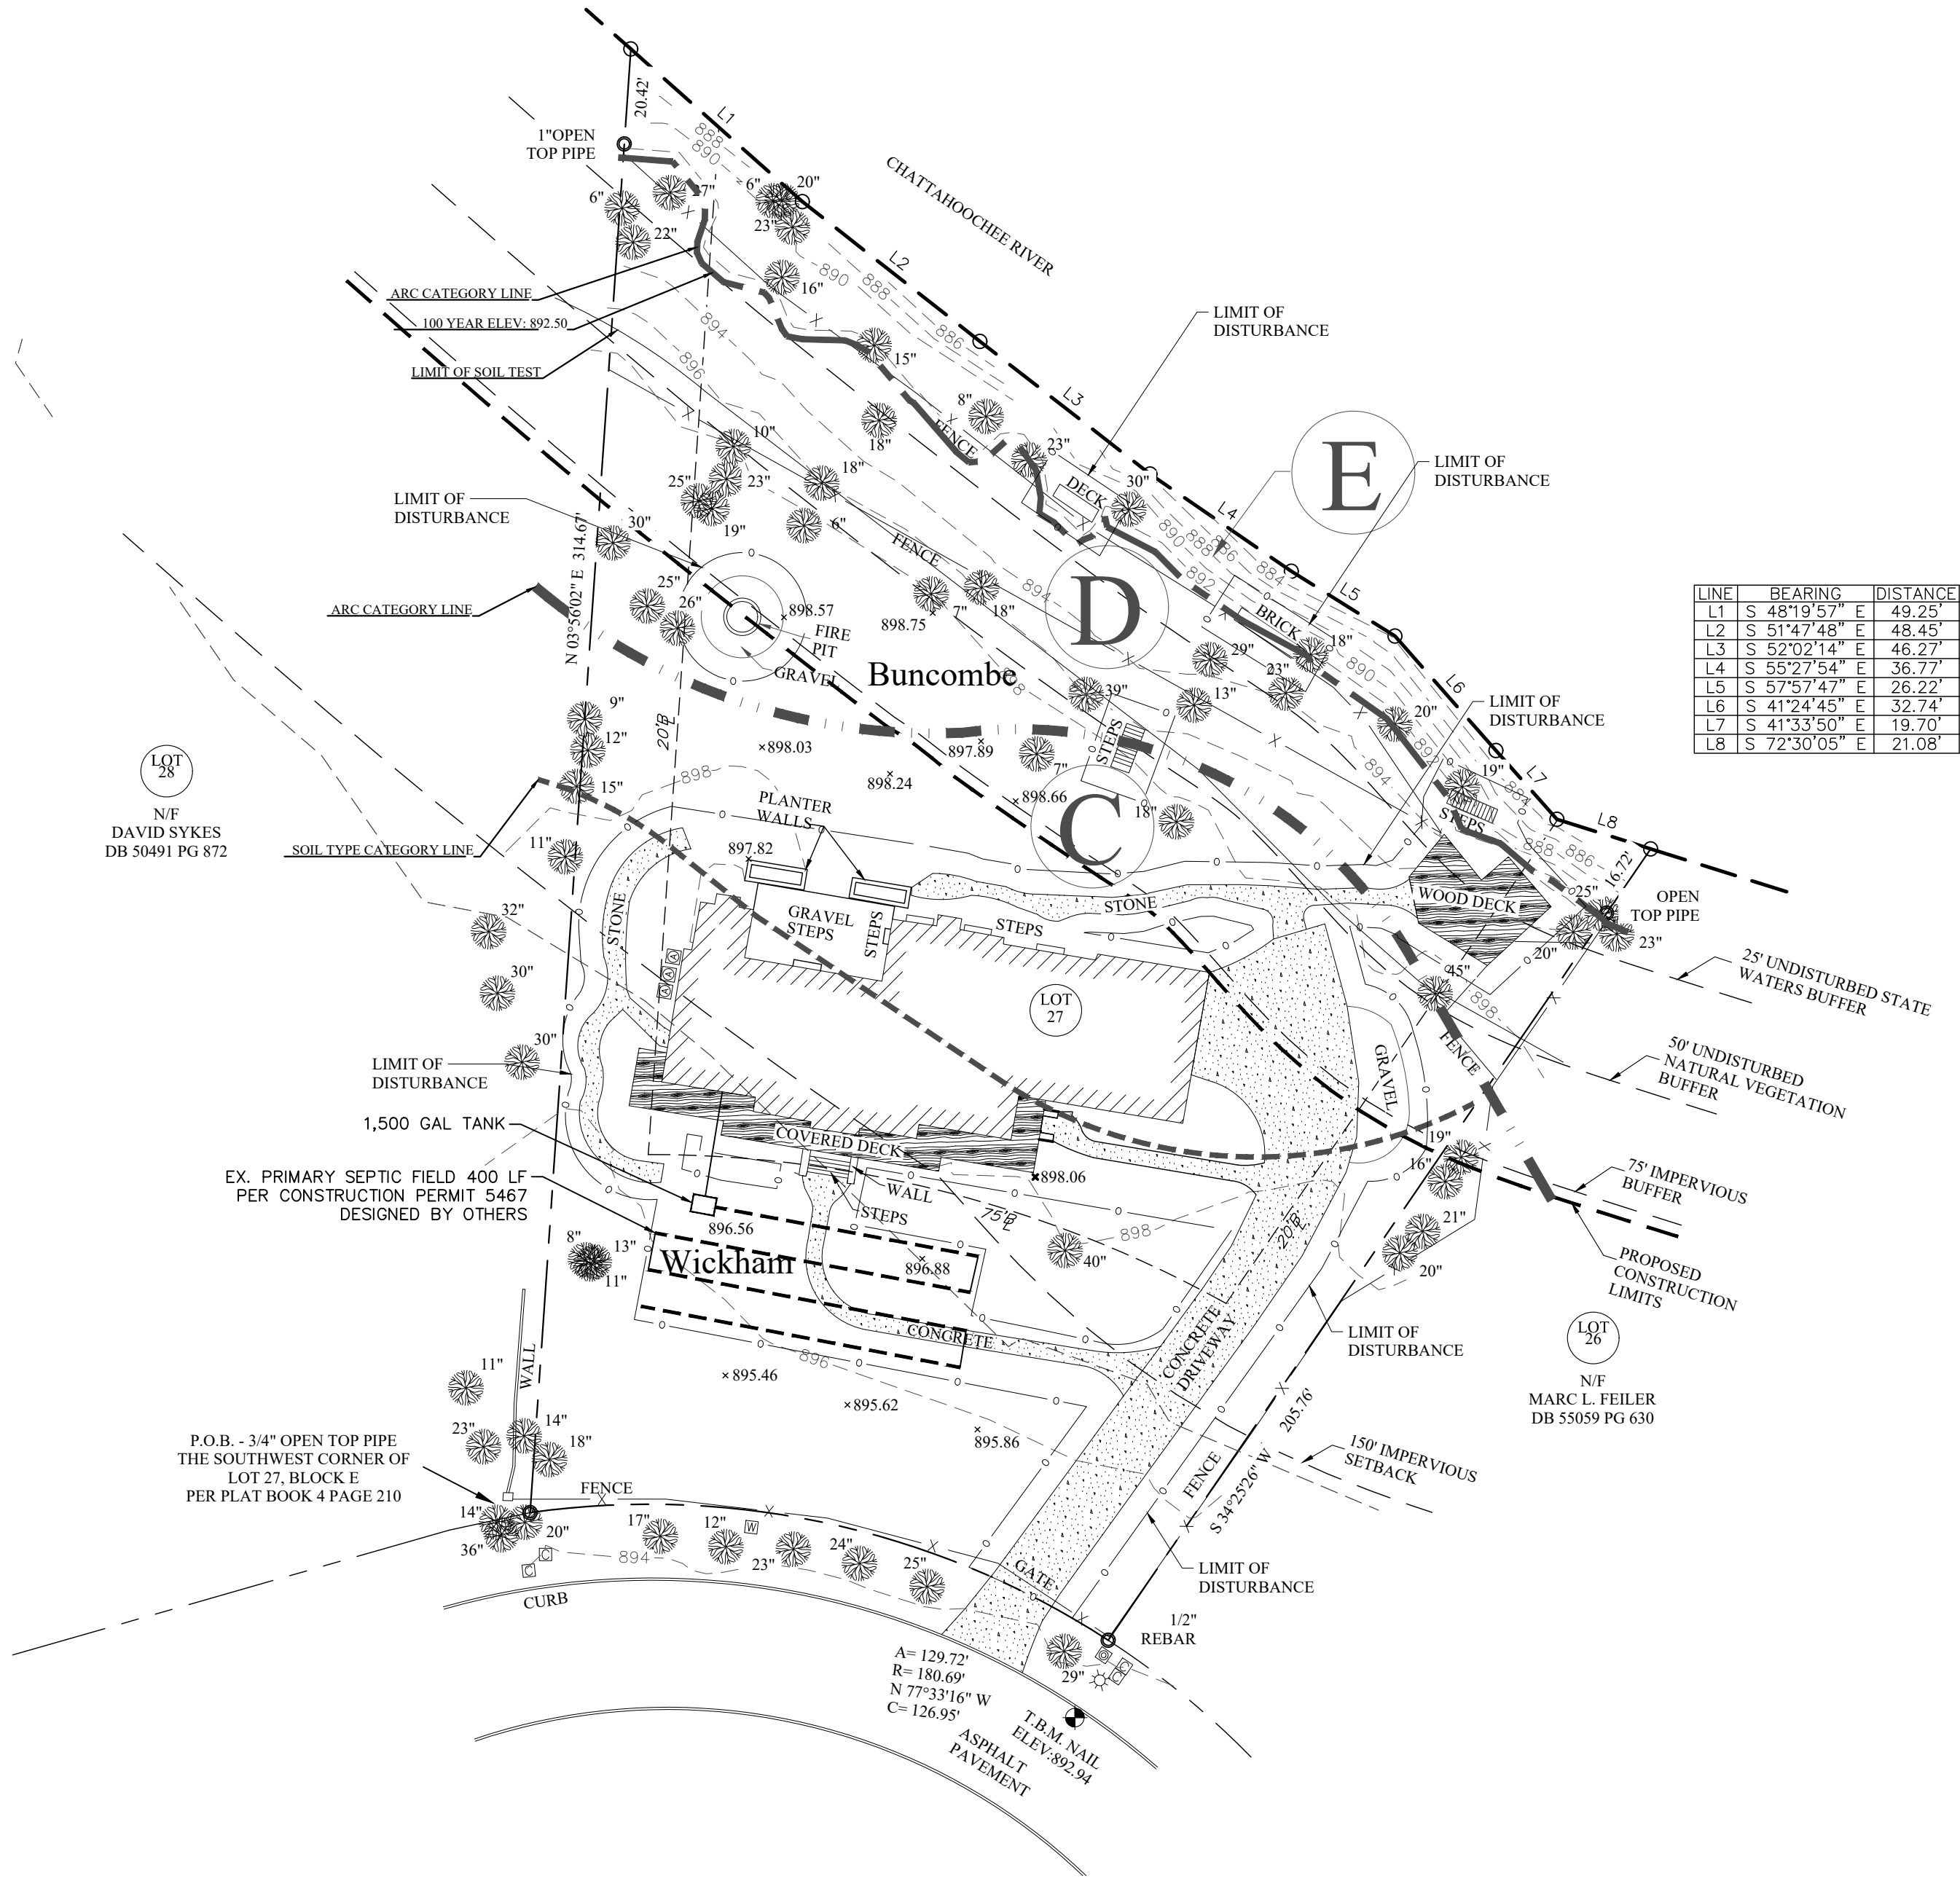 20.42'
L1
888
890
1"OPEN
TOP PIPE
CHATTAHOOCHEE RIVER
6"
27"
6"
20"
23"
22"
L2
890
888
886
16"
ARC CATEGORY LINE
100 YEAR ELEV: 892.50
LIMIT OF SOIL TEST
894
896
15"
LIMIT OF
DISTURBANCE
L3
8"
FENCE
18"
23"
10"
18"
25"
23"
19"
6"
DECK
30"
E
LIMIT OF
DISTURBANCE
L4
890
888
886
884
892
LIMIT OF
DISTURBANCE
30"
N 03°56'02" E 314.67'
FENCE
894
D
L5
BRICK
18"
890
ARC CATEGORY LINE
25"
26"
898.57
FIRE
PIT
GRAVEL
898.75
7"
18"
Buncombe
898
29"
23"
39"
13"
L6
20"
892
LIMIT OF
DISTURBANCE
LINE BEARING DISTANCE
L1 S 48°19'57" E 49.25'
L2 S 51°47'48" E 48.45'
L3 S 52°02'14" E 46.27'
L4 S 55°27'54" E 36.77'
L5 S 57°57'47" E 26.22'
L6 S 41°24'45" E 32.74'
L7 S 41°33'50" E 19.70'
L8 S 72°30'05" E 21.08'
9"
12"
15"
20'
898.03
898
898.24
897.89
7"
STEPS
898.66
C
18"
894
19"
STEPS
884
L7
L8
888
886
16.72'
LOT
28
N/F
DAVID SYKES
DB 50491 PG 872
SOIL TYPE CATEGORY LINE
11"
PLANTER
WALLS
897.82
32"
STONE
GRAVEL
STEPS
STEPS
STEPS
STONE
WOOD DECK
25"
OPEN
TOP PIPE
20"
23"
25' UNDISTURBED STATE
WATERS BUFFER
30"
A
A
A
LOT
27
45"
898
50' UNDISTURBED
NATURAL VEGETATION
BUFFER
30"
LIMIT OF
DISTURBANCE
GRAVEL
FENCE
1,500 GAL TANK
COVERED DECK
19"
16"
75' IMPERVIOUS
BUFFER
EX. PRIMARY SEPTIC FIELD 400 LF
PER CONSTRUCTION PERMIT 5467
DESIGNED BY OTHERS
898.06
WALL
STEPS
75'
898
20'
896.56
8"
13"
11"
Wickham
896.88
40"
21"
20"
PROPOSED
CONSTRUCTION
LIMITS
CONCRETE
CONCRETE
DRIVEWAY
LIMIT OF
DISTURBANCE
LOT
26
N/F
MARC L. FEILER
DB 55059 PG 630
WALL
11"
896
895.46
895.62
895.86
23"
14"
18"
P.O.B. - 3/4" OPEN TOP PIPE
THE SOUTHWEST CORNER OF
LOT 27, BLOCK E
PER PLAT BOOK 4 PAGE 210
FENCE
FENCE
S 34°25'26" W 205.76'
150' IMPERVIOUS
SETBACK
14"
36"
20"
17"
12"
W
23"
24"
25"
894
C
C
CURB
GATE
LIMIT OF
DISTURBANCE
1/2"
REBAR
29"
C
C
A= 129.72'
R= 180.69'
N 77°33'16" W
C= 126.95'
T.B.M. NAIL
ELEV:892.94
ASPHALT
PAVEMENT